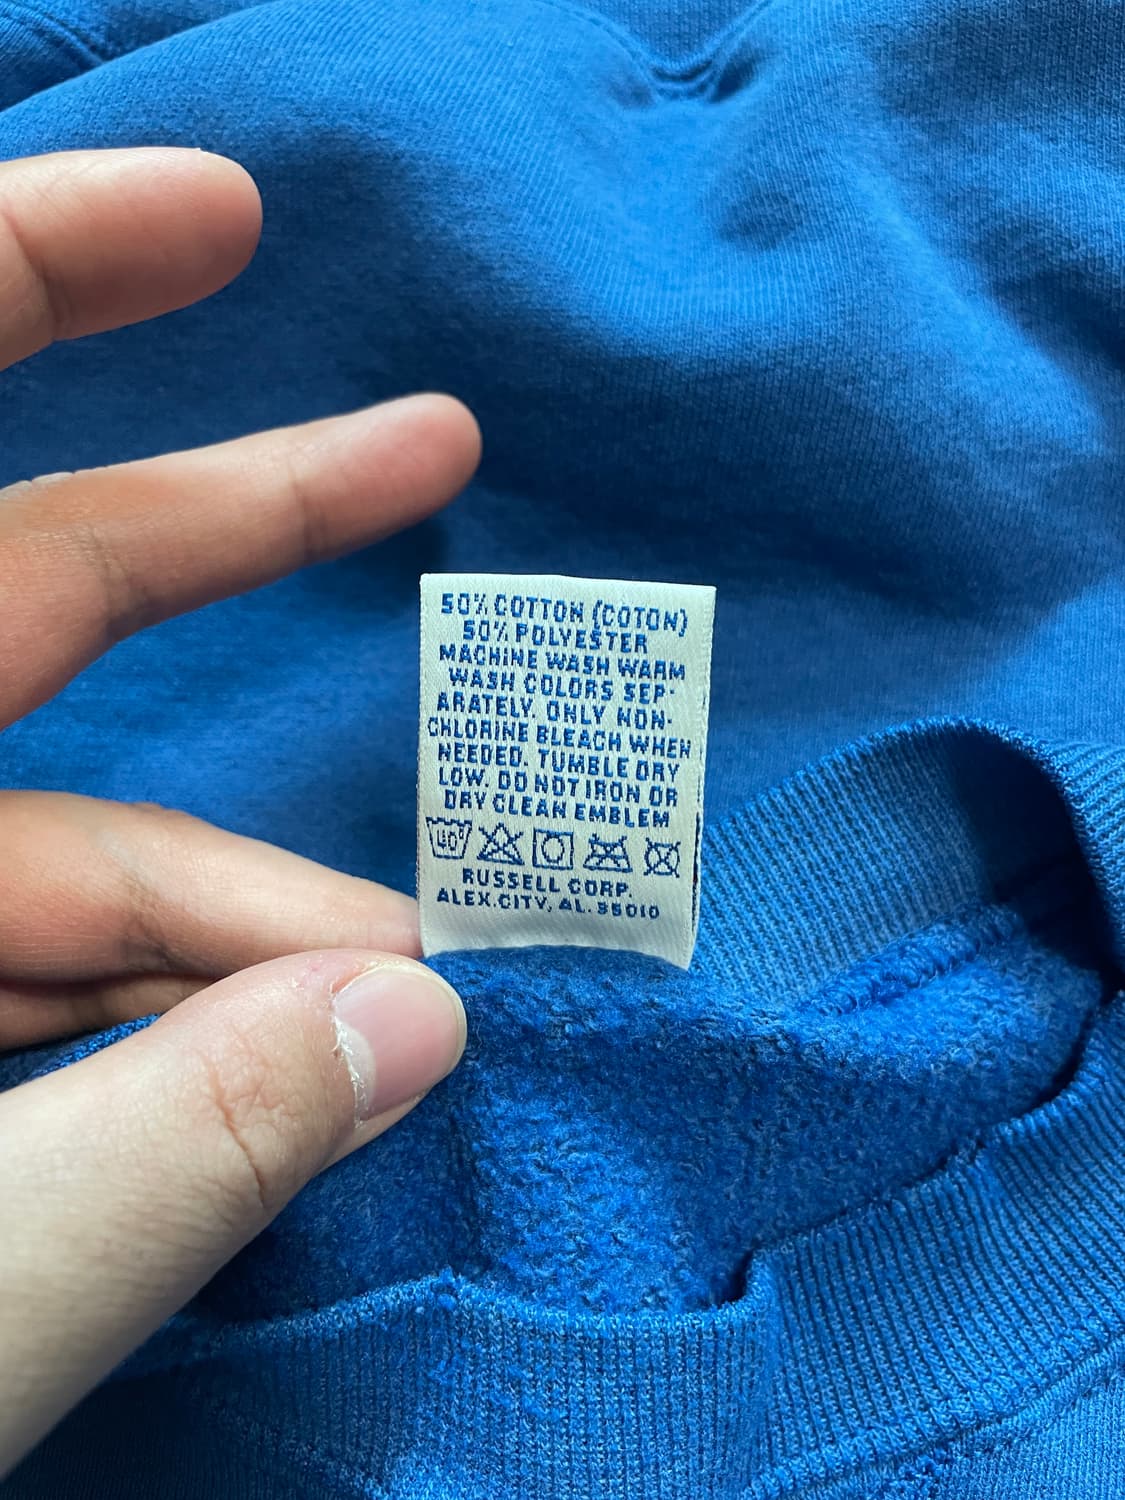 50% COTTON (COTON)
50% POLYESTER
MACHINE WASH WARM
WASH COLORS SEP-
ARATELY. ONLY NON-
CHLORINE BLEACH WHEN
NEEDED. TUMBLE DRY
LOW. DO NOT IRON OR
DRY CLEAN EMBLEM
40°
RUSSELL CORP.
ALEX.CITY, AL. 35010